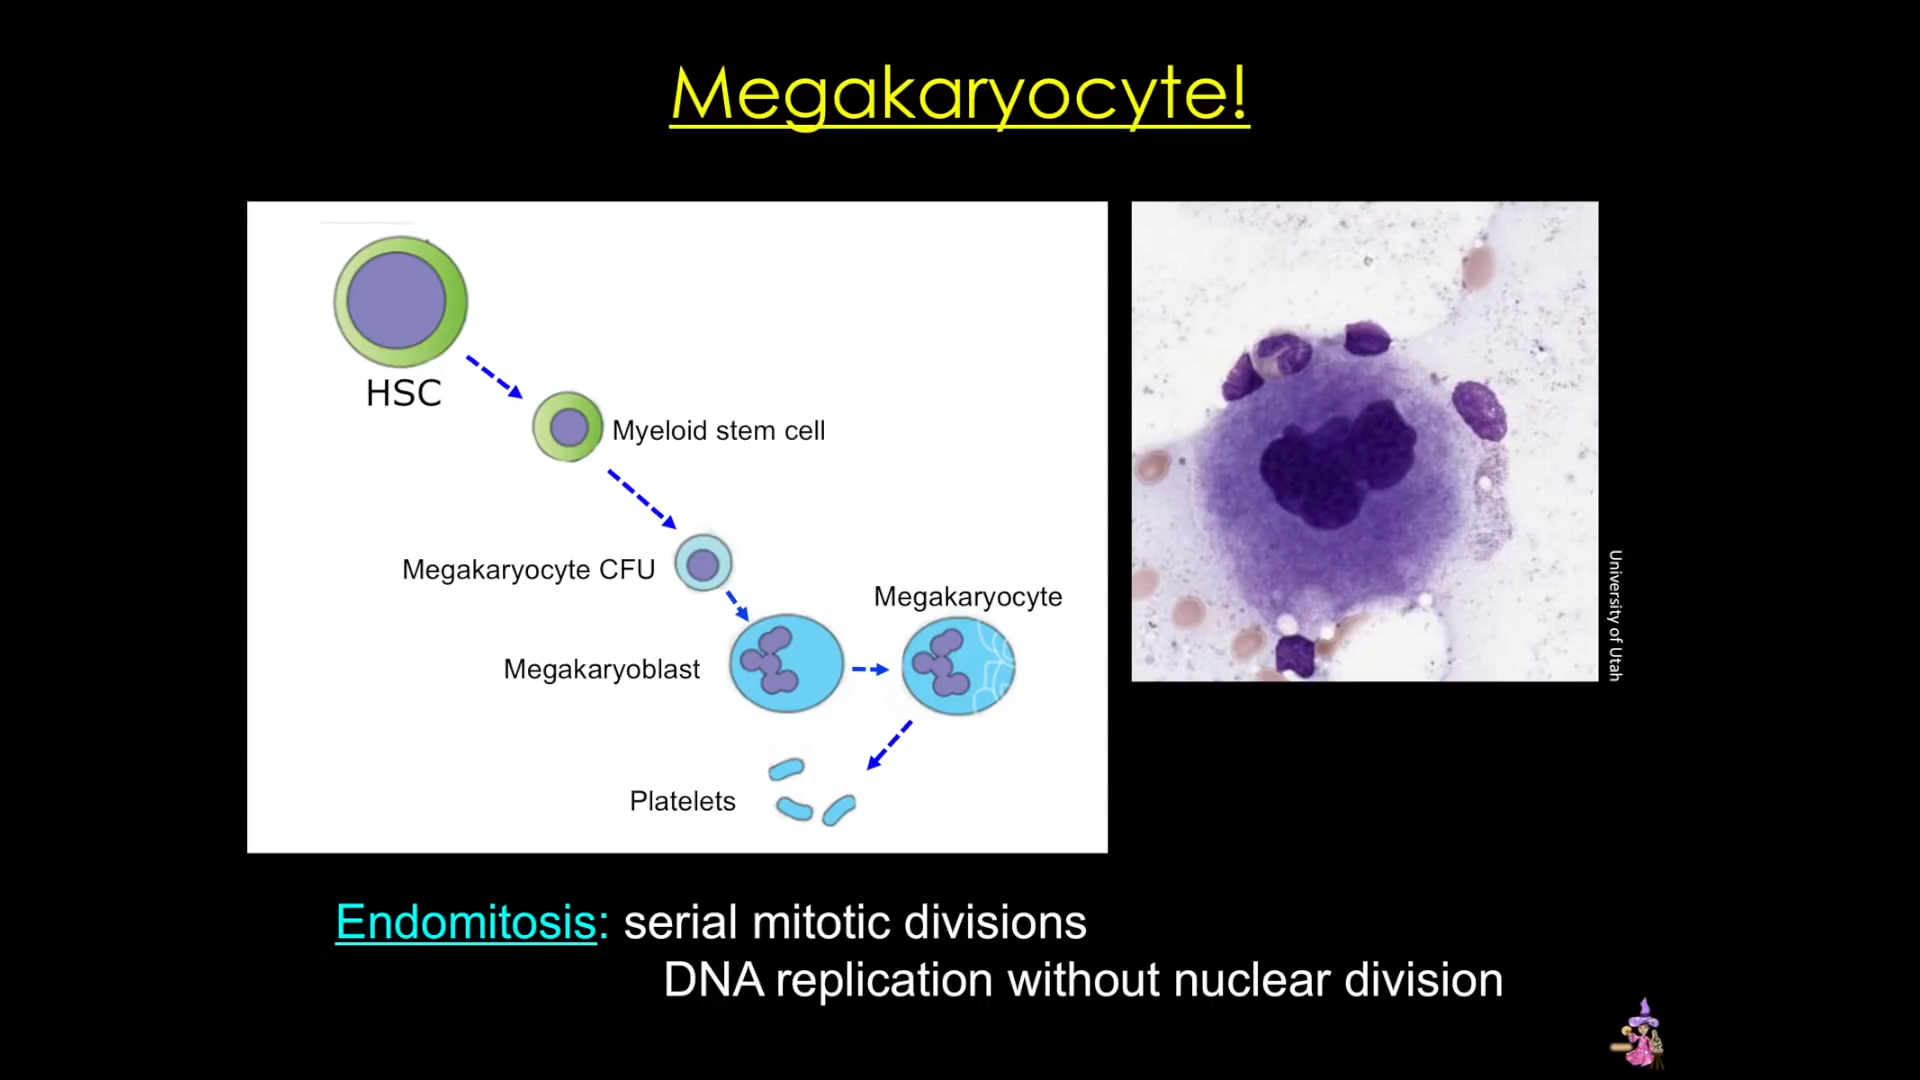 Megakaryocyte!
HSC
Myeloid stem cell
Megakaryocyte CFU
Megakaryocyte
Megakaryoblast
Platelets
University of Utah
Endomitosis: serial mitotic divisions
DNA replication without nuclear division